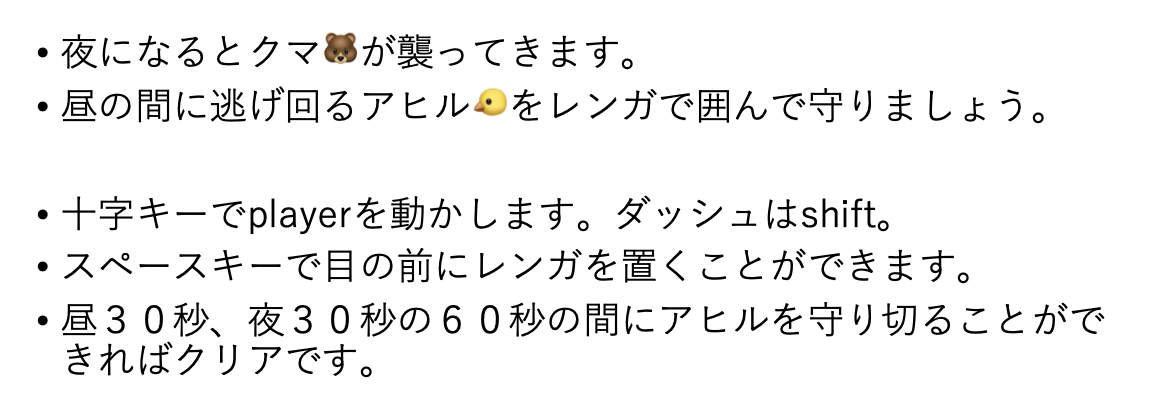 • 夜になるとクマ🐻が襲ってきます。
• 昼の間に逃げ回るアヒル🐤をレンガで囲んで守りましょう。
• 十字キーでplayerを動かします。ダッシュはshift。
• スペースキーで目の前にレンガを置くことができます。
• 昼３０秒、夜３０秒の６０秒の間にアヒルを守り切ることがで
きればクリアです。